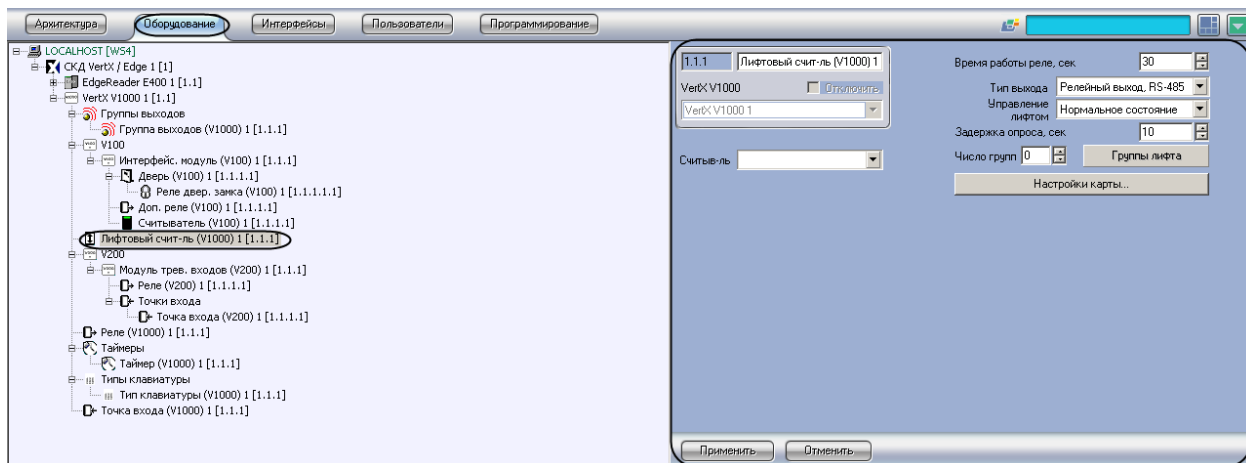 Архитектура Оборудование Интерфейсы Пользователи Программирование
LOCALHOST [WS4]
СКД VertX / Edge 1 [1]
EdgeReader E400 1 [1.1]
VertX V1000 1 [1.1]
Группы выходов
Группа выходов (V1000) 1 [1.1.1]
V100
Интерфейс. модуль (V100) 1 [1.1.1]
Дверь (V100) 1 [1.1.1.1]
Реле двер. замка (V100) 1 [1.1.1.1.1]
Доп. реле (V100) 1 [1.1.1.1]
Считыватель (V100) 1 [1.1.1.1]
Лифтовый счит-ль (V1000) 1 [1.1.1]
V200
Модуль трев. входов (V200) 1 [1.1.1]
Реле (V200) 1 [1.1.1.1]
Точки входа
Точка входа (V200) 1 [1.1.1.1]
Реле (V1000) 1 [1.1.1]
Таймеры
Таймер (V1000) 1 [1.1.1]
Типы клавиатуры
Тип клавиатуры (V1000) 1 [1.1.1]
Точка входа (V1000) 1 [1.1.1]
1.1.1 Лифтовый счит-ль (V1000) 1
VertX V1000 Отключить
VertX V1000 1
Считыв-ль
Время работы реле, сек 30
Тип выхода Релейный выход, RS-485
Управление лифтом Нормальное состояние
Задержка опроса, сек 10
Число групп 0 Группы лифта
Настройки карты...
Применить Отменить